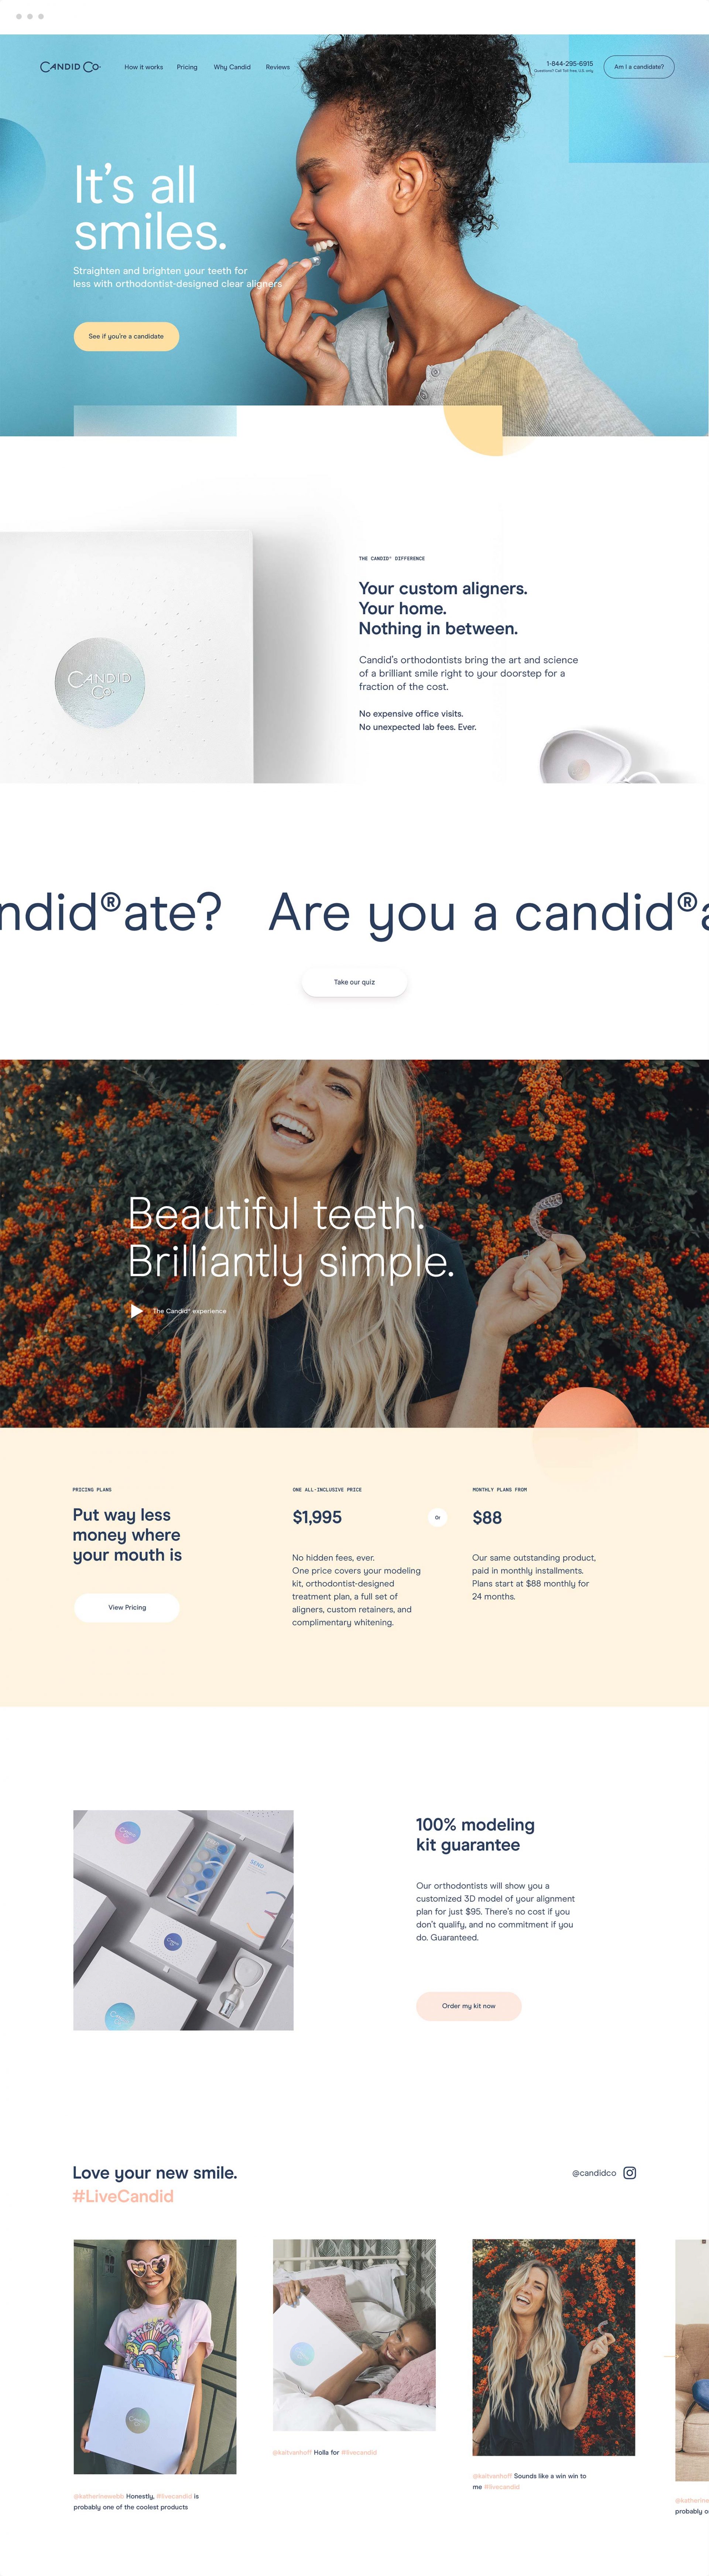 CANDID CO.
How it works
Pricing
Why Candid
Reviews
1-844-295-6915
Questions? Call Toll free, U.S. only.
Am I a candidate?
It's all
smiles.
Straighten and brighten your teeth for
less with orthodontist-designed clear aligners.
See if you're a candidate
CANDID
CO.
THE CANDID® DIFFERENCE
Your custom aligners.
Your home.
Nothing in between.
Candid's orthodontists bring the art and science
of a brilliant smile right to your doorstep for a
fraction of the cost.
No expensive office visits.
No unexpected lab fees. Ever.
ndid®ate? Are you a candid®a
Take our quiz
Beautiful teeth.
Brilliantly simple.
The Candid® experience
PRICING PLANS
Put way less
money where
your mouth is
View Pricing
ONE ALL-INCLUSIVE PRICE
$1,995
No hidden fees, ever.
One price covers your modeling
kit, orthodontist-designed
treatment plan, a full set of
aligners, custom retainers, and
complimentary whitening.
Or
MONTHLY PLANS FROM
$88
Our same outstanding product,
paid in monthly installments.
Plans start at $88 monthly for
24 months.
100% modeling
kit guarantee
Our orthodontists will show you a
customized 3D model of your alignment
plan for just $95. There's no cost if you
don't qualify, and no commitment if you
do. Guaranteed.
Order my kit now
Love your new smile.
#LiveCandid
@candidco
@katherinewebb Honestly, #livecandid is
probably one of the coolest products
@kaitvanhoff Holla for #livecandid
@kaitvanhoff Sounds like a win win to
me #livecandid
@katherine
probably o